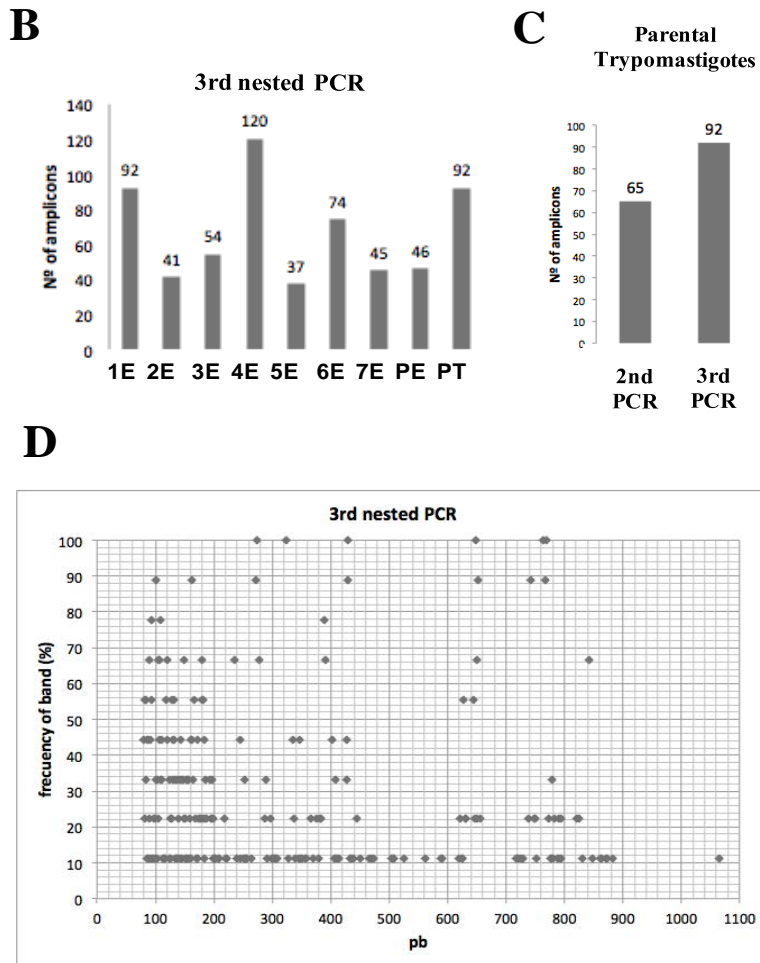 B
3rd nested PCR
Nº of amplicons
140
120
100
80
60
40
20
0
92
41
54
120
37
74
45
46
92
1E 2E 3E 4E 5E 6E 7E PE PT
C
Parental
Trypomastigotes
Nº of amplicons
100
90
80
70
60
50
40
30
20
10
0
65
92
2nd
PCR
3rd
PCR
D
3rd nested PCR
frecuency of band (%)
100
90
80
70
60
50
40
30
20
10
0
0 100 200 300 400 500 600 700 800 900 1000 1100
pb